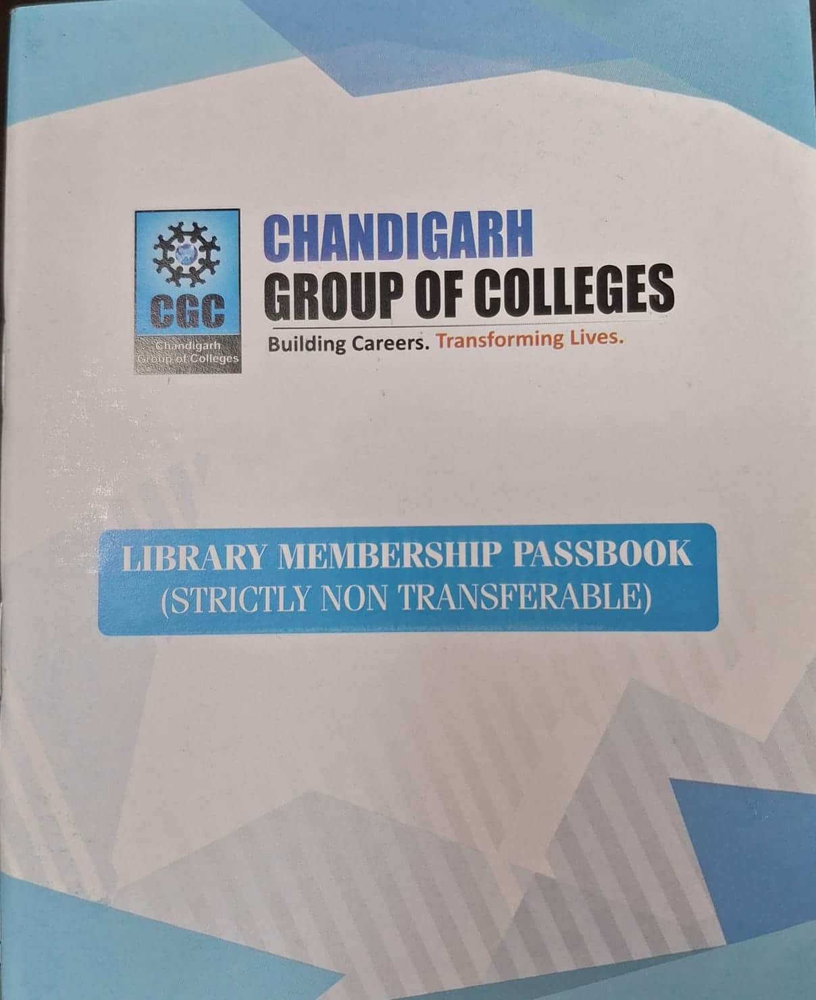 CGC
Chandigarh
Group of Colleges
CHANDIGARH
GROUP OF COLLEGES
Building Careers. Transforming Lives.
LIBRARY MEMBERSHIP PASSBOOK
(STRICTLY NON TRANSFERABLE)